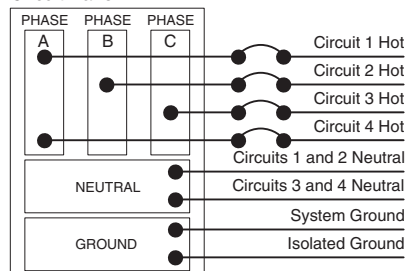 PHASE PHASE PHASE
A B C
Circuit 1 Hot
Circuit 2 Hot
Circuit 3 Hot
Circuit 4 Hot
Circuits 1 and 2 Neutral
NEUTRAL
Circuits 3 and 4 Neutral
System Ground
GROUND
Isolated Ground